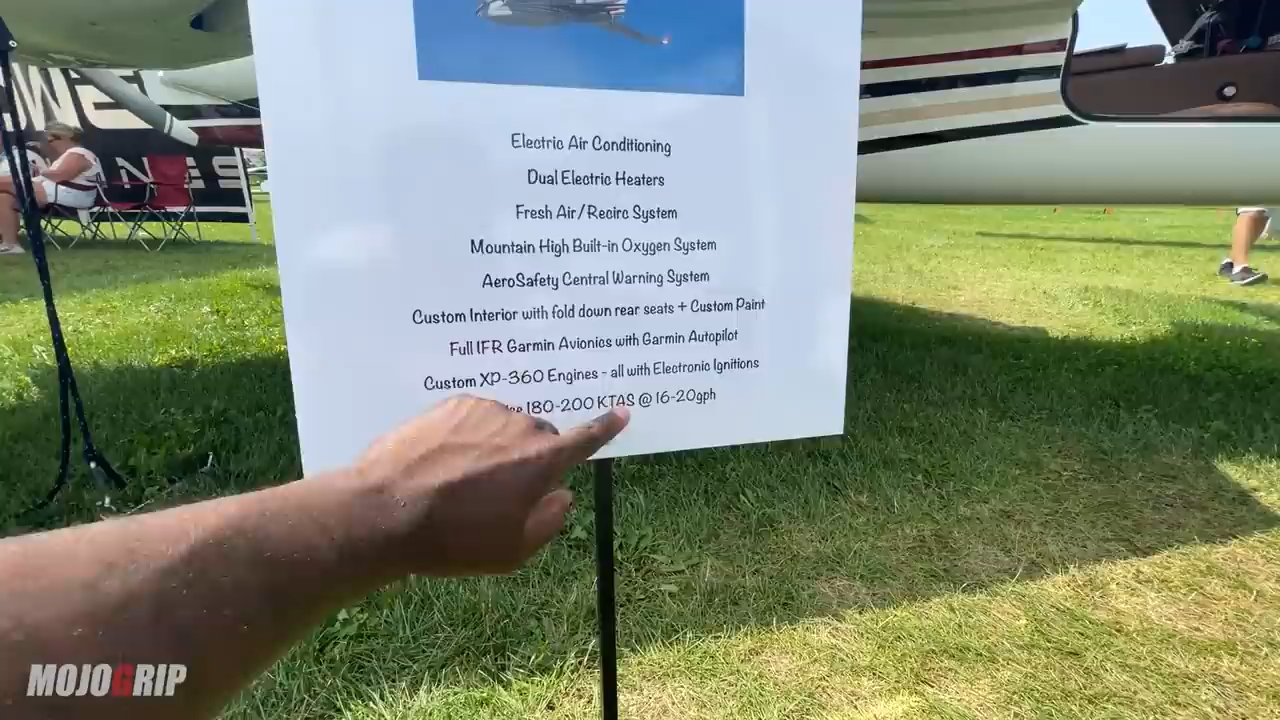 Electric Air Conditioning
Dual Electric Heaters
Fresh Air/Recirc System
Mountain High Built-in Oxygen System
AeroSafety Central Warning System
Custom Interior with fold down rear seats + Custom Paint
Full IFR Garmin Avionics with Garmin Autopilot
Custom XP-360 Engines - all with Electronic Ignitions
180-200 KTAS @ 16-20gph
MOJOGRIP